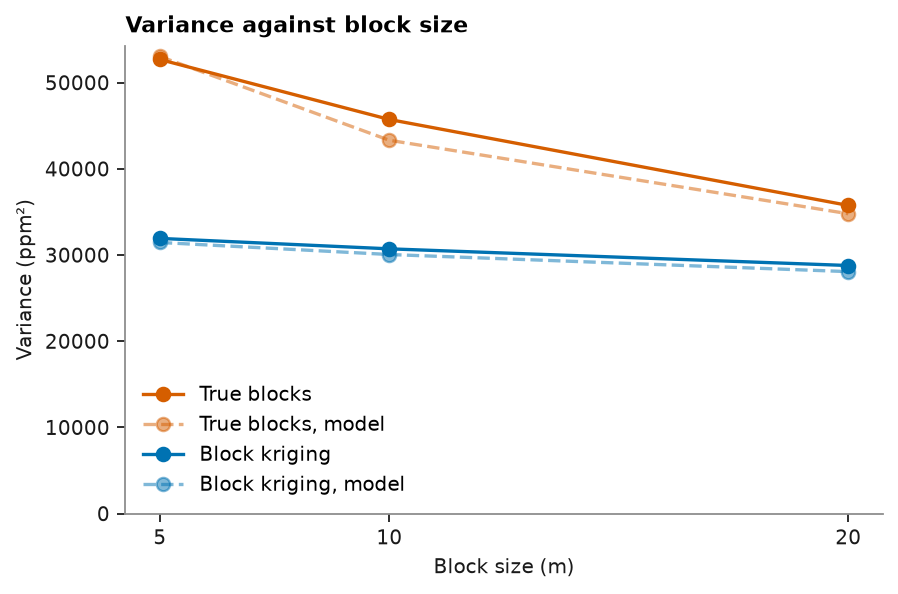 Variance against block size
Variance (ppm²)
50000
40000
30000
20000
10000
0
True blocks
True blocks, model
Block kriging
Block kriging, model
5 10 20
Block size (m)